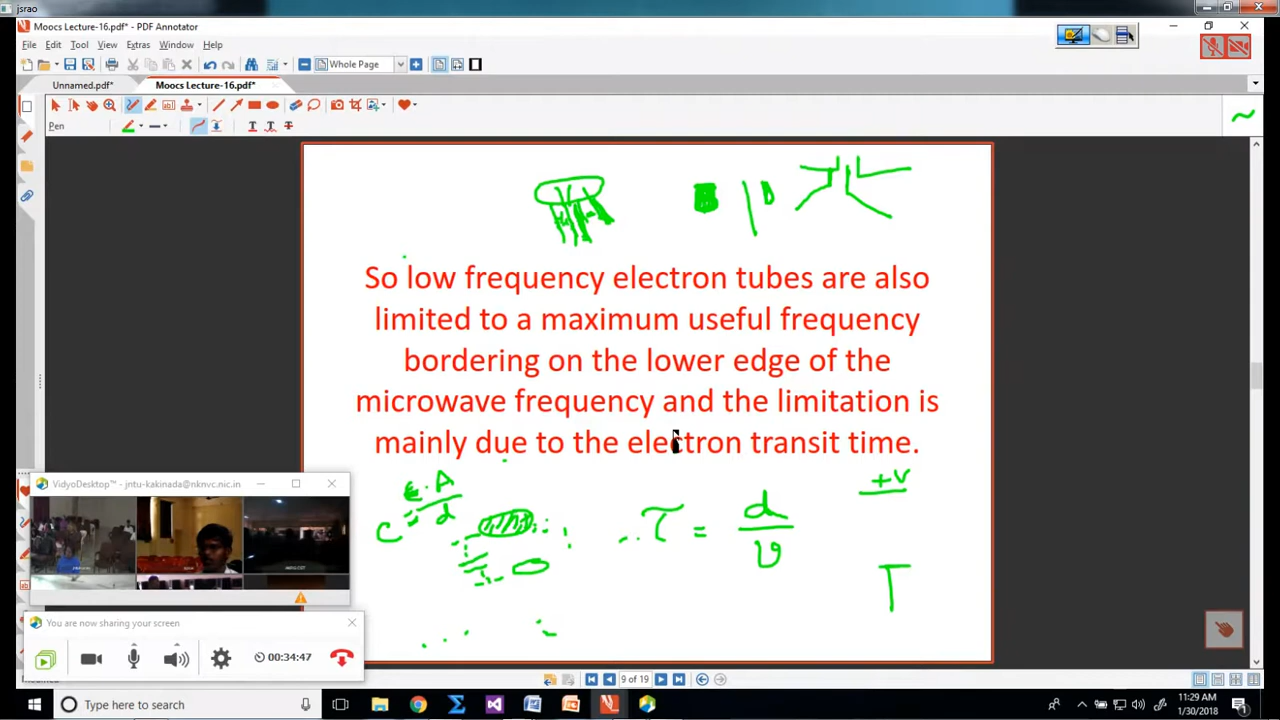 jsrao
Moocs Lecture-16.pdf* - PDF Annotator
File Edit Tool View Extras Window Help
Whole Page
Unnamed.pdf* Moocs Lecture-16.pdf*
Pen
So low frequency electron tubes are also
limited to a maximum useful frequency
bordering on the lower edge of the
microwave frequency and the limitation is
mainly due to the electron transit time.
+V
C = ε·A/d
τ = d/v
VidyoDesktop™ - jntu-kakinada@nknvc.nic.in
You are now sharing your screen
00:34:47
9 of 19
Type here to search
11:29 AM
1/30/2018